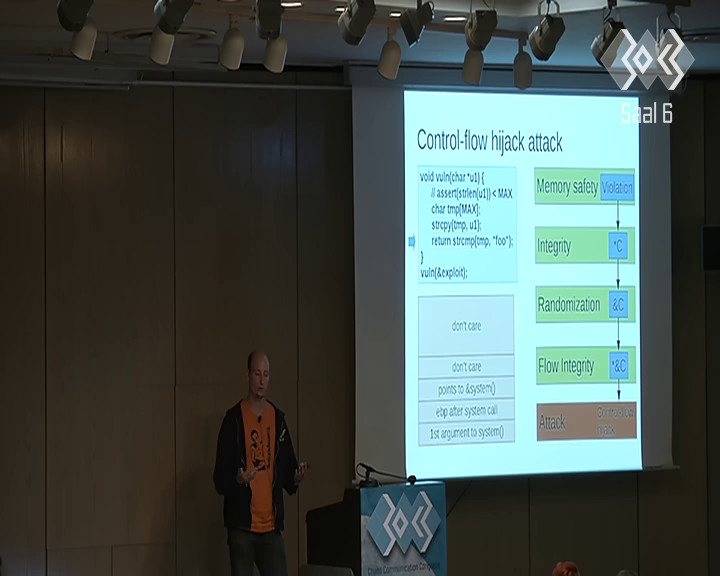 Saal 6
Control-flow hijack attack
void vuln(char *u1) {
// assert(strlen(u1)) < MAX
char tmp[MAX];
strcpy(tmp, u1);
return strcmp(tmp, "foo");
}
vuln(&exploit);
don't care
don't care
points to &system()
ebp after system call
1st argument to system()
Memory safety Violation
Integrity *C
Randomization &C
Flow Integrity *&C
Attack Control-flow
hijack
30C3
Chaos Communication Congress